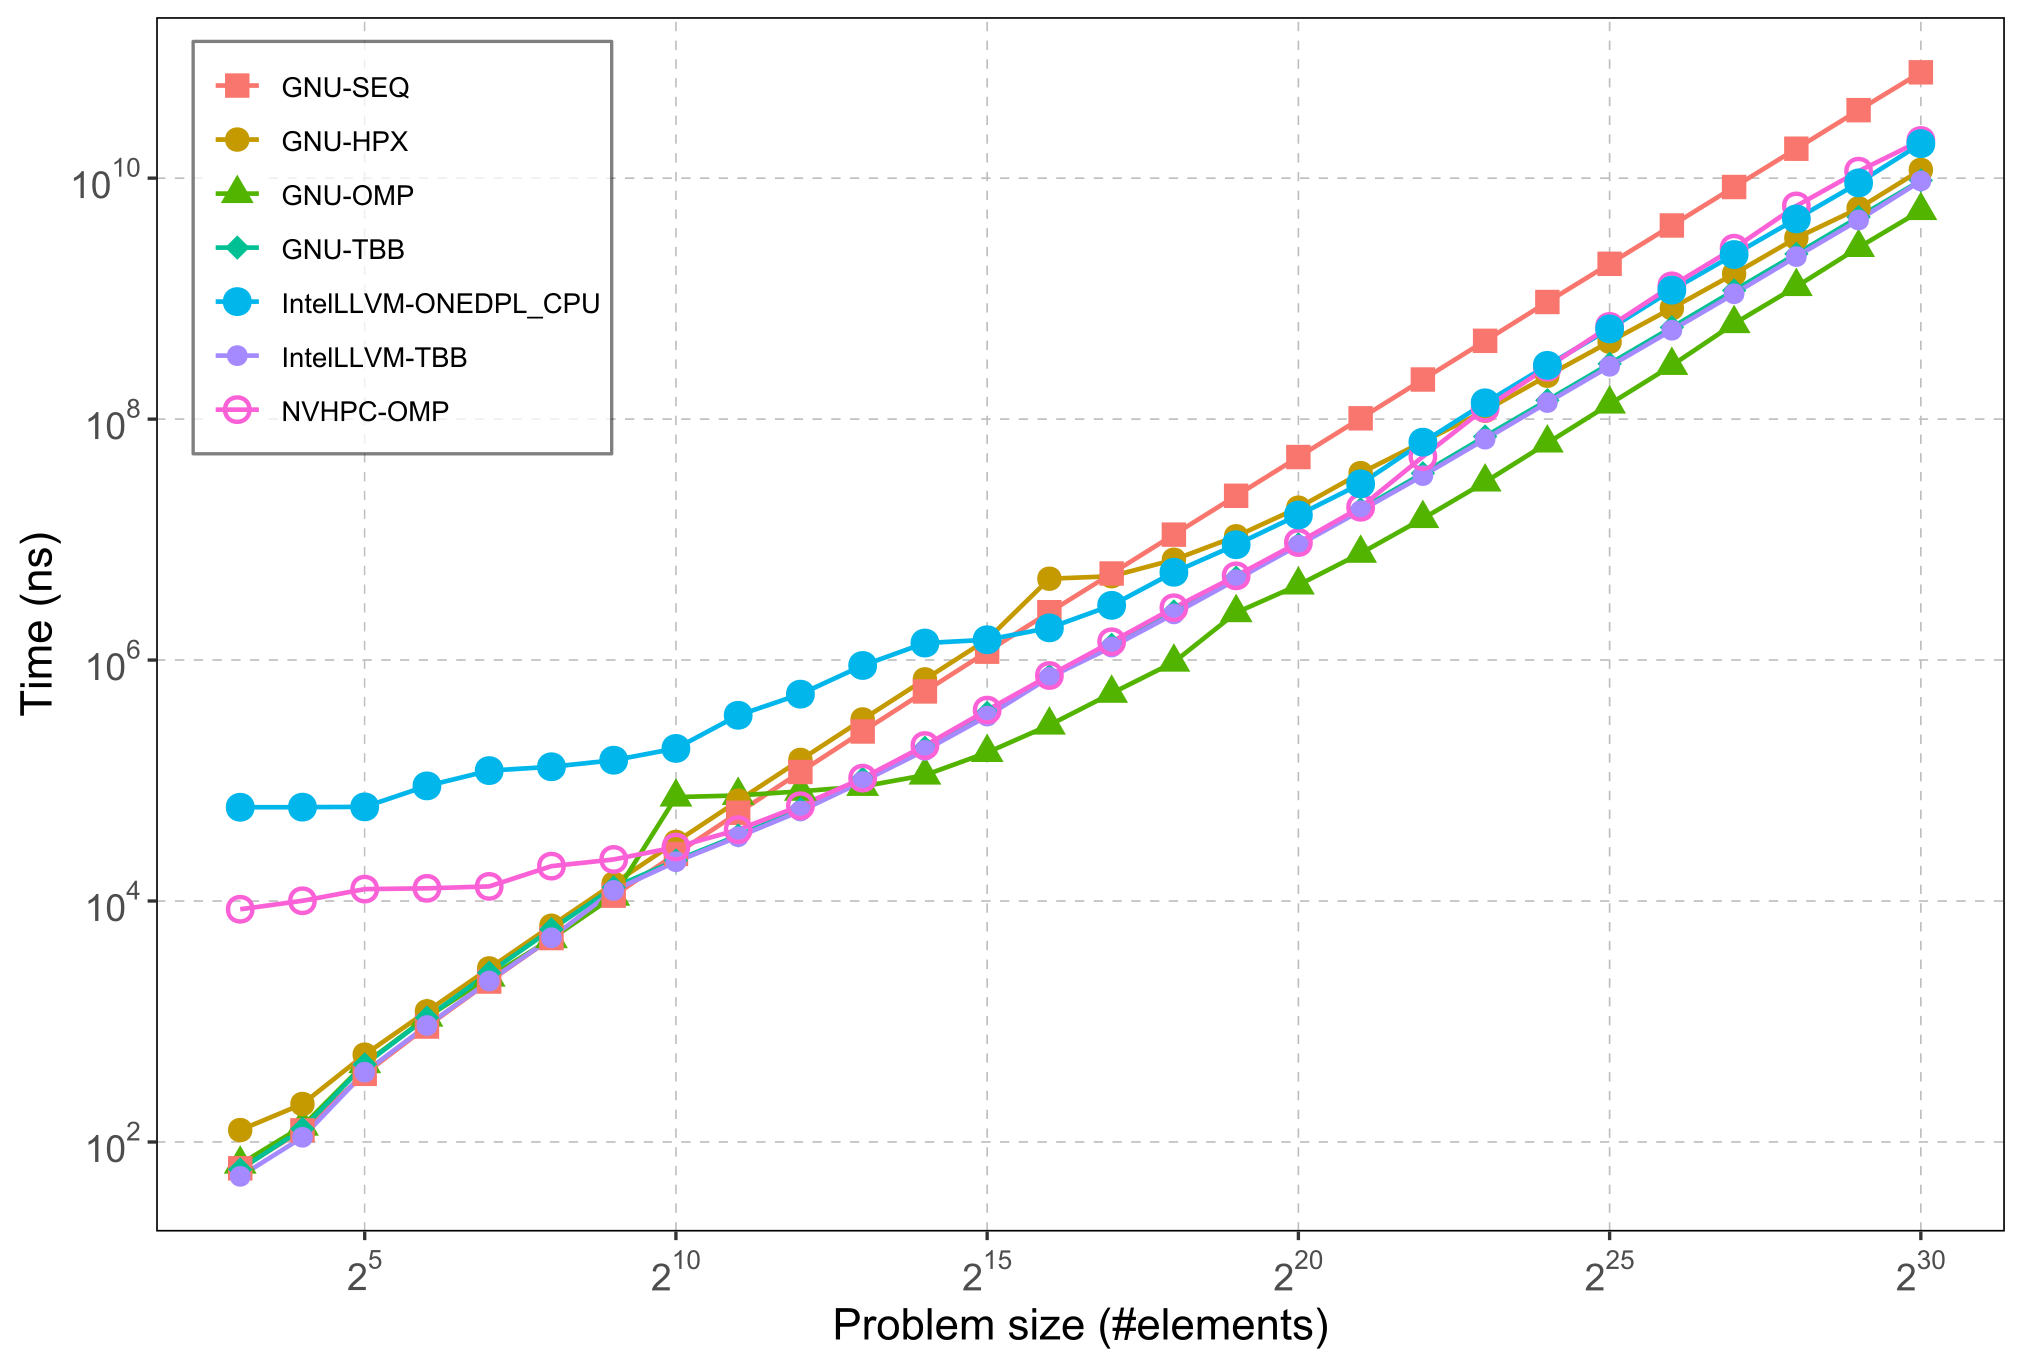 GNU-SEQ
GNU-HPX
GNU-OMP
GNU-TBB
IntelLLVM-ONEDPL_CPU
IntelLLVM-TBB
NVHPC-OMP
Time (ns)
10^10
10^8
10^6
10^4
10^2
2^5 2^10 2^15 2^20 2^25 2^30
Problem size (#elements)